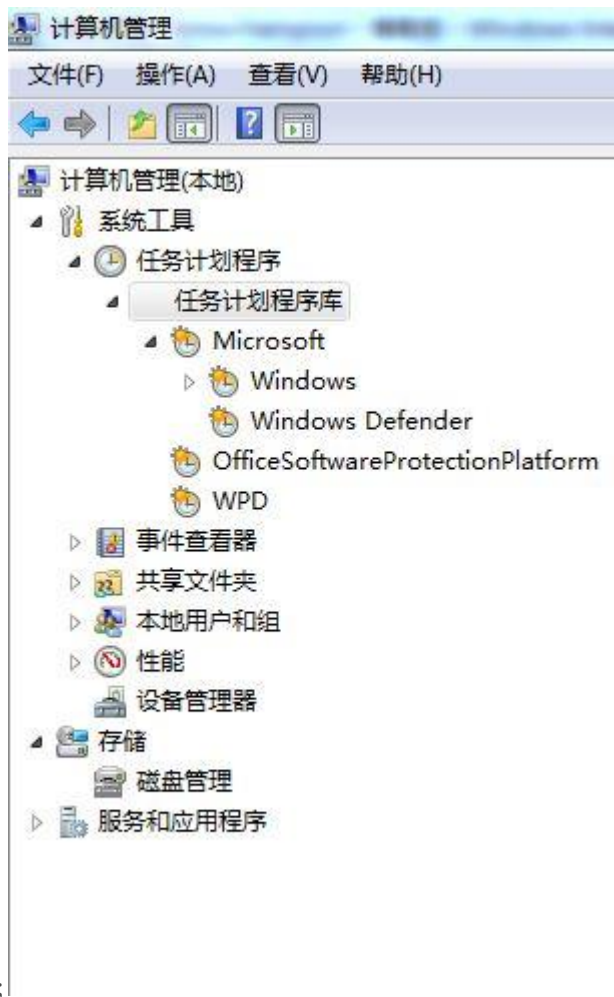 计算机管理
文件(F) 操作(A) 查看(V) 帮助(H)
计算机管理(本地)
系统工具
任务计划程序
任务计划程序库
Microsoft
Windows
Windows Defender
OfficeSoftwareProtectionPlatform
WPD
事件查看器
共享文件夹
本地用户和组
性能
设备管理器
存储
磁盘管理
服务和应用程序